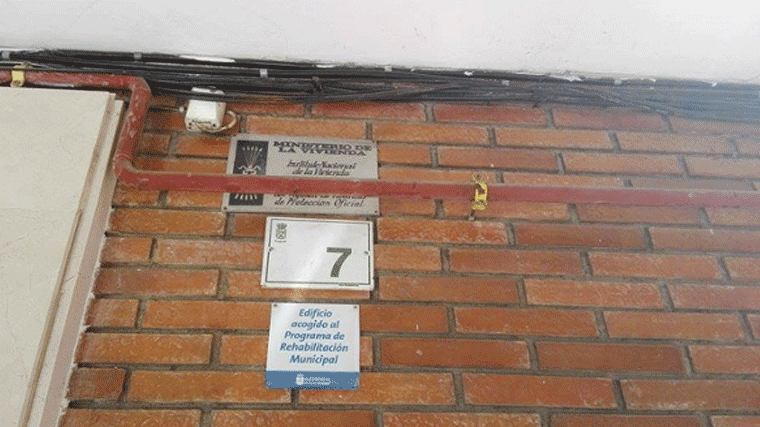 MINISTERIO DE
LA VIVIENDA
Instituto Nacional
de la Vivienda
de Protección Oficial
7
Edificio
acogido al
Programa de
Rehabilitación
Municipal